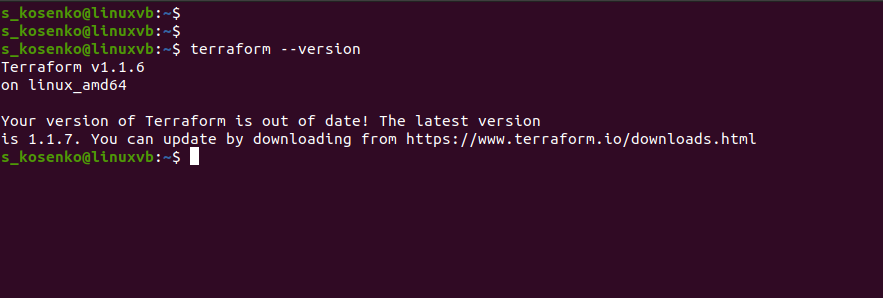 s_kosenko@linuxvb:~$
s_kosenko@linuxvb:~$
s_kosenko@linuxvb:~$ terraform --version
Terraform v1.1.6
on linux_amd64
Your version of Terraform is out of date! The latest version
is 1.1.7. You can update by downloading from https://www.terraform.io/downloads.html
s_kosenko@linuxvb:~$